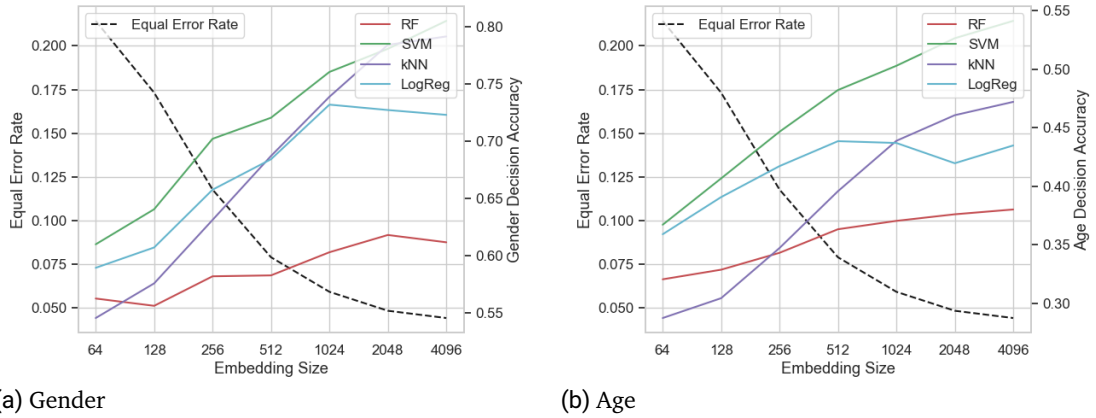 Equal Error Rate
RF
SVM
kNN
LogReg
0.200
0.175
0.150
0.125
0.100
0.075
0.050
Equal Error Rate
0.80
0.75
0.70
0.65
0.60
0.55
Gender Decision Accuracy
64 128 256 512 1024 2048 4096
Embedding Size
(a) Gender
Equal Error Rate
RF
SVM
kNN
LogReg
0.200
0.175
0.150
0.125
0.100
0.075
0.050
Equal Error Rate
0.55
0.50
0.45
0.40
0.35
0.30
Age Decision Accuracy
64 128 256 512 1024 2048 4096
Embedding Size
(b) Age